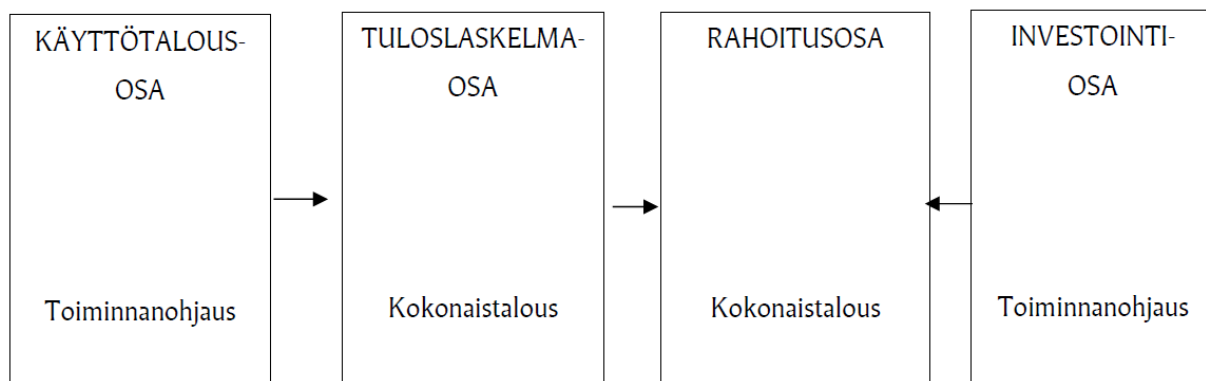 KÄYTTÖTALOUS-
OSA
Toiminnanohjaus
TULOSLASKELMA-
OSA
Kokonaistalous
RAHOITUSOSA
Kokonaistalous
INVESTOINTI-
OSA
Toiminnanohjaus